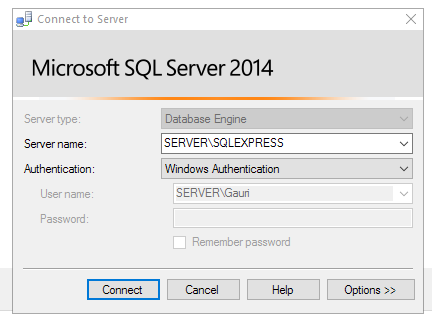 Connect to Server
Microsoft SQL Server 2014
Server type: Database Engine
Server name: SERVER\SQLEXPRESS
Authentication: Windows Authentication
User name: SERVER\Gauri
Password:
Remember password
Connect Cancel Help Options >>